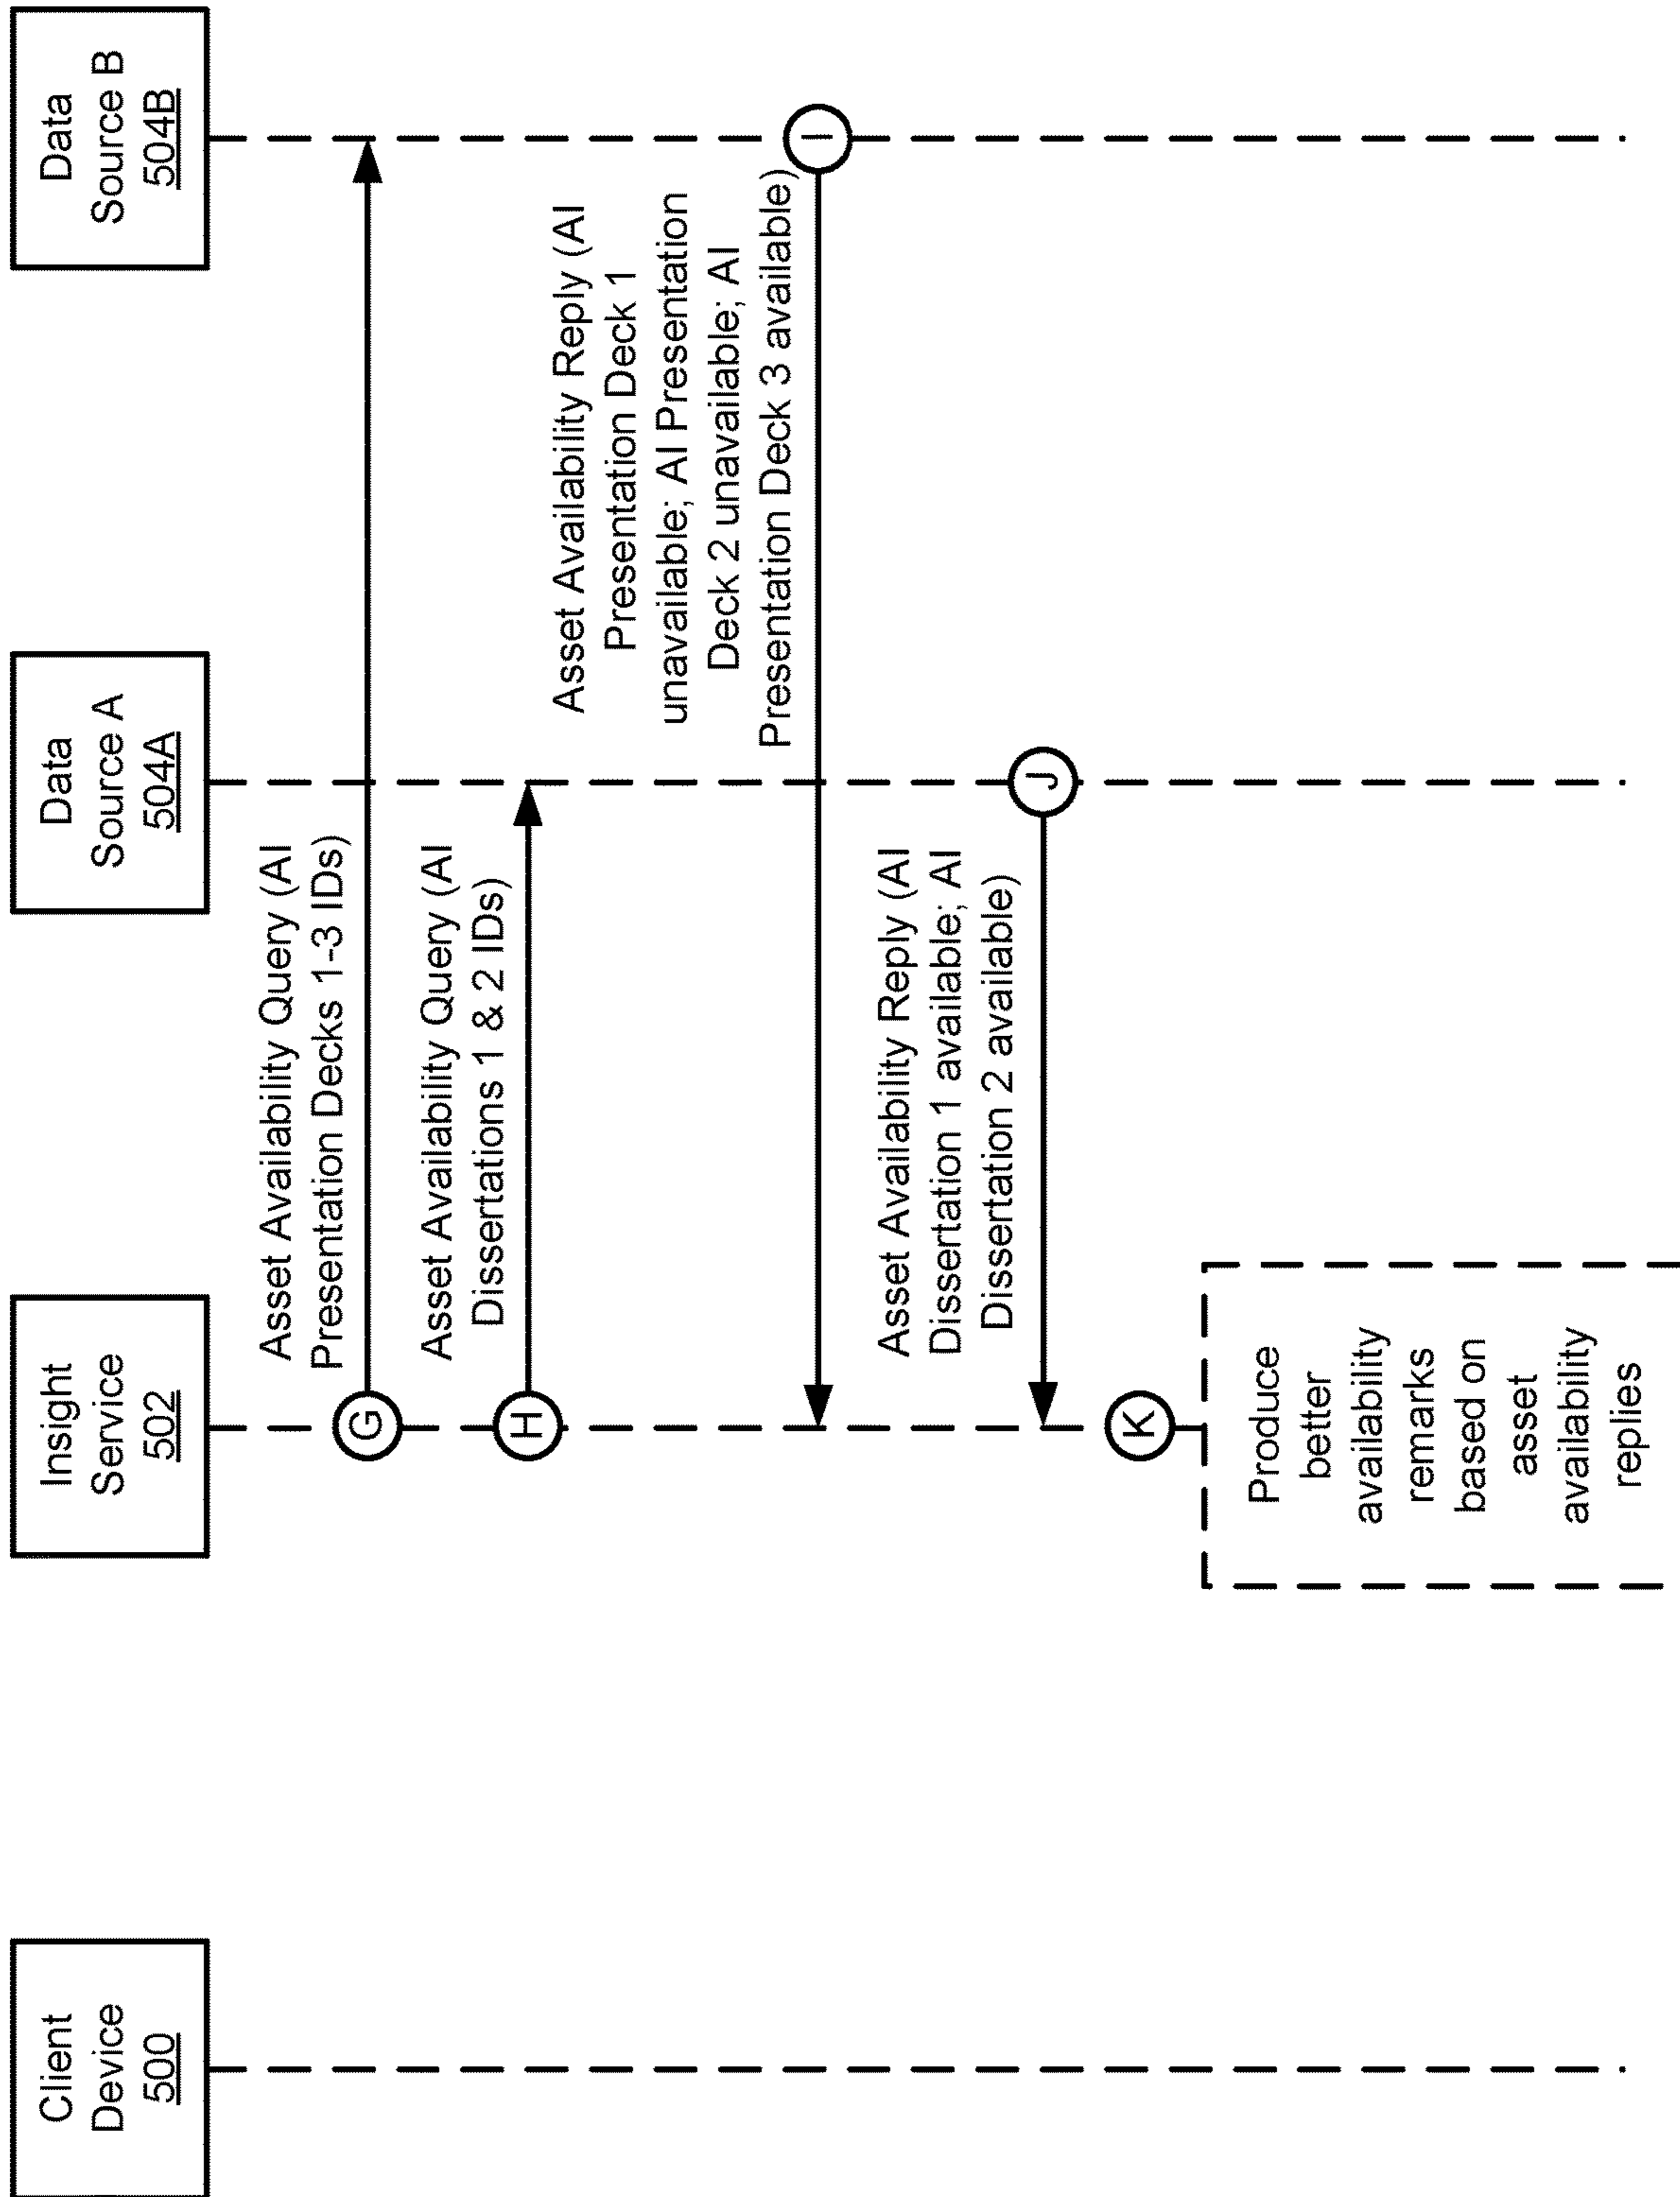 Client
Device
500
Insight
Service
502
Data
Source A
504A
Data
Source B
504B
Asset Availability Query (AI
Presentation Decks 1-3 IDs)
G
Asset Availability Query (AI
Dissertations 1 & 2 IDs)
H
Asset Availability Reply (AI
Presentation Deck 1
unavailable; AI Presentation
Deck 2 unavailable; AI
Presentation Deck 3 available)
I
Asset Availability Reply (AI
Dissertation 1 available; AI
Dissertation 2 available)
J
K
Produce
better
availability
remarks
based on
asset
availability
replies